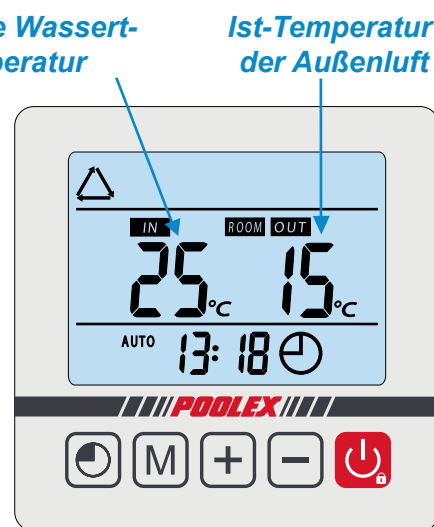 e Wassert-
peratur
Ist-Temperatur
der Außenluft
IN ROOM OUT
25°C 15°C
AUTO 13:18
POOLEX
M + −